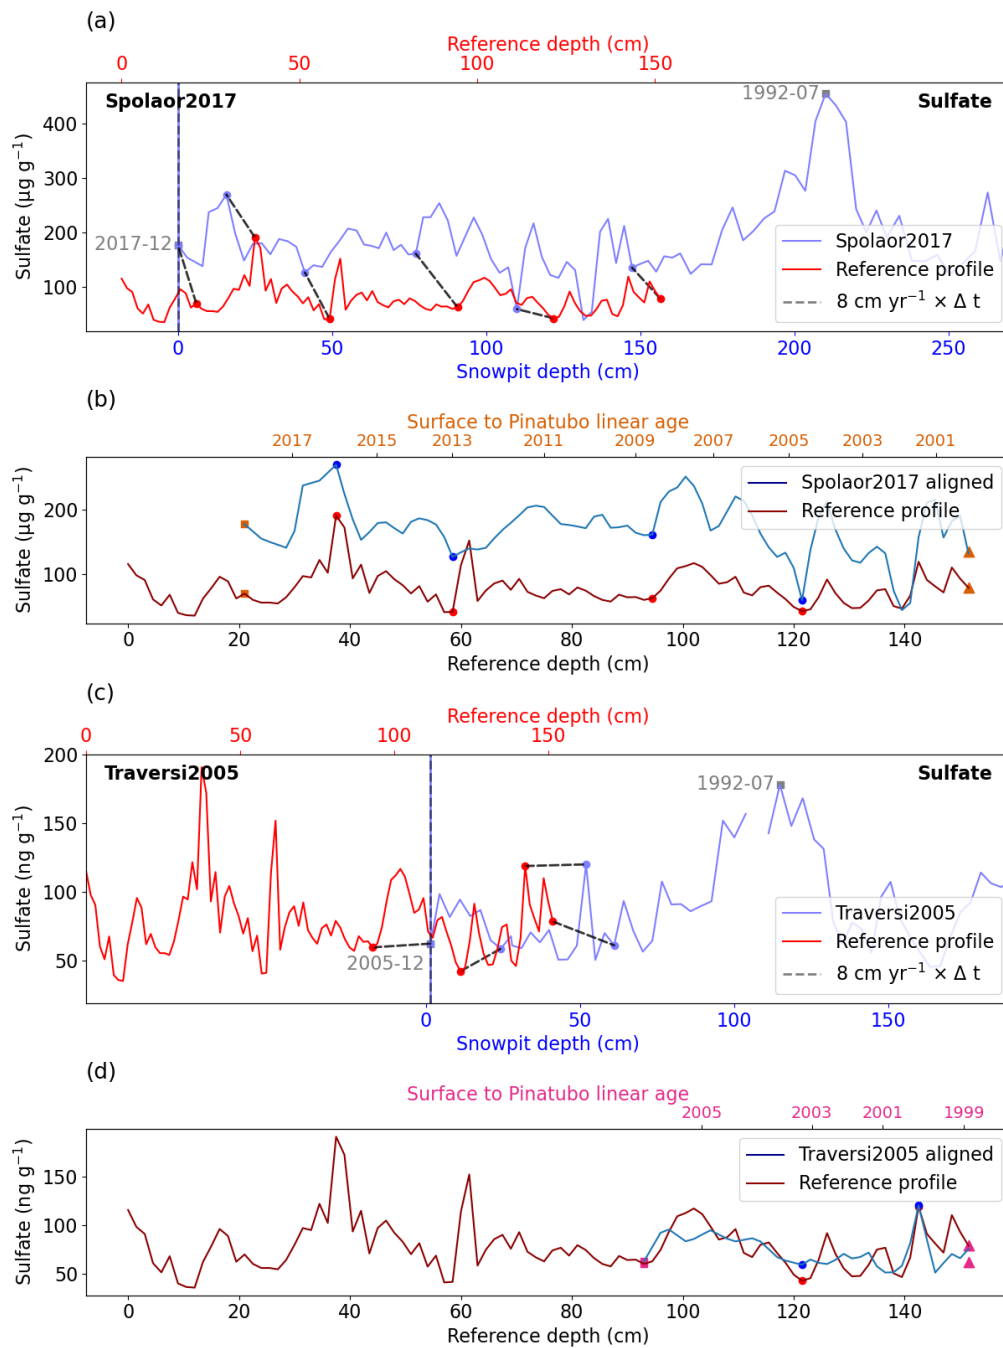 (a)
Reference depth (cm)
0 50 100 150
Spolaor2017 1992-07 Sulfate
Sulfate (µg g⁻¹)
400
300
200
100
2017-12
Spolaor2017
Reference profile
8 cm yr⁻¹ × Δ t
0 50 100 150 200 250
Snowpit depth (cm)
(b)
Surface to Pinatubo linear age
2017 2015 2013 2011 2009 2007 2005 2003 2001
Sulfate (µg g⁻¹)
200
100
Spolaor2017 aligned
Reference profile
0 20 40 60 80 100 120 140
Reference depth (cm)
(c)
Reference depth (cm)
0 50 100 150
Traversi2005 1992-07 Sulfate
Sulfate (ng g⁻¹)
200
150
100
50
2005-12
Traversi2005
Reference profile
8 cm yr⁻¹ × Δ t
0 50 100 150
Snowpit depth (cm)
(d)
Surface to Pinatubo linear age
2005 2003 2001 1999
Sulfate (ng g⁻¹)
150
100
50
Traversi2005 aligned
Reference profile
0 20 40 60 80 100 120 140
Reference depth (cm)